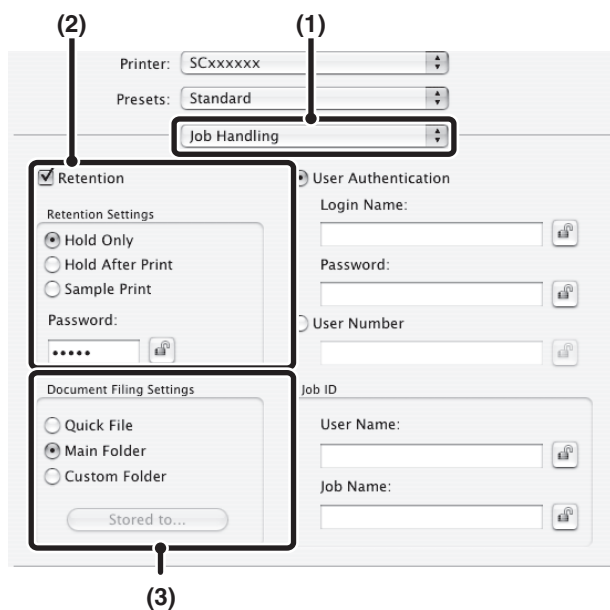 (2) (1)
Printer: SCxxxxxx
Presets: Standard
Job Handling
Retention
Retention Settings
Hold Only
Hold After Print
Sample Print
Password:
•••••
User Authentication
Login Name:
Password:
User Number
Document Filing Settings
Quick File
Main Folder
Custom Folder
Stored to...
Job ID
User Name:
Job Name:
(3)